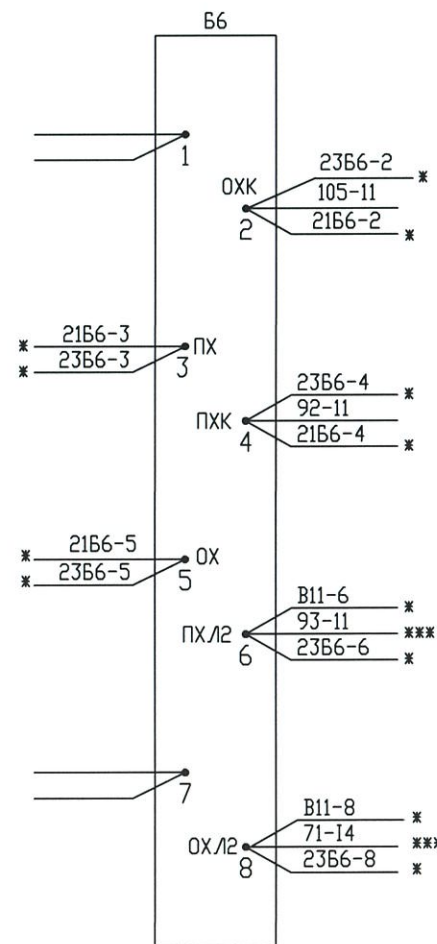 Б6
1
23Б6-2 *
ОХК 105-11
2 21Б6-2 *
* 21Б6-3 ПХ
* 23Б6-3 3
23Б6-4 *
ПХК 92-11
4 21Б6-4 *
* 21Б6-5 ОХ
* 23Б6-5 5
В11-6 *
ПХЛ2 93-11 ***
6 23Б6-6 *
7
В11-8 *
ОХЛ2 71-I4 ***
8 23Б6-8 *